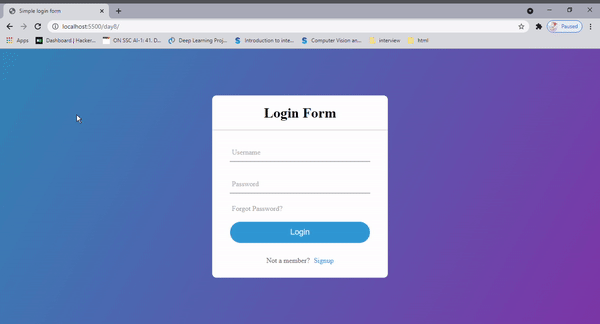 Simple login form
localhost:5500/day8/
Paused
Apps
Dashboard | Hacker...
ON SSC AI-1: 41. D...
Deep Learning Proj...
Introduction to inte...
Computer Vision an...
interview
html
Login Form
Username
Password
Forgot Password?
Login
Not a member? Signup